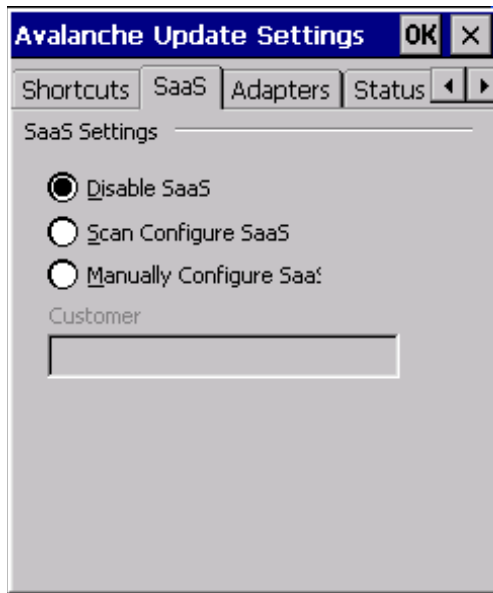 Avalanche Update Settings OK ×
Shortcuts SaaS Adapters Status
SaaS Settings
Disable SaaS
Scan Configure SaaS
Manually Configure Saa
Customer